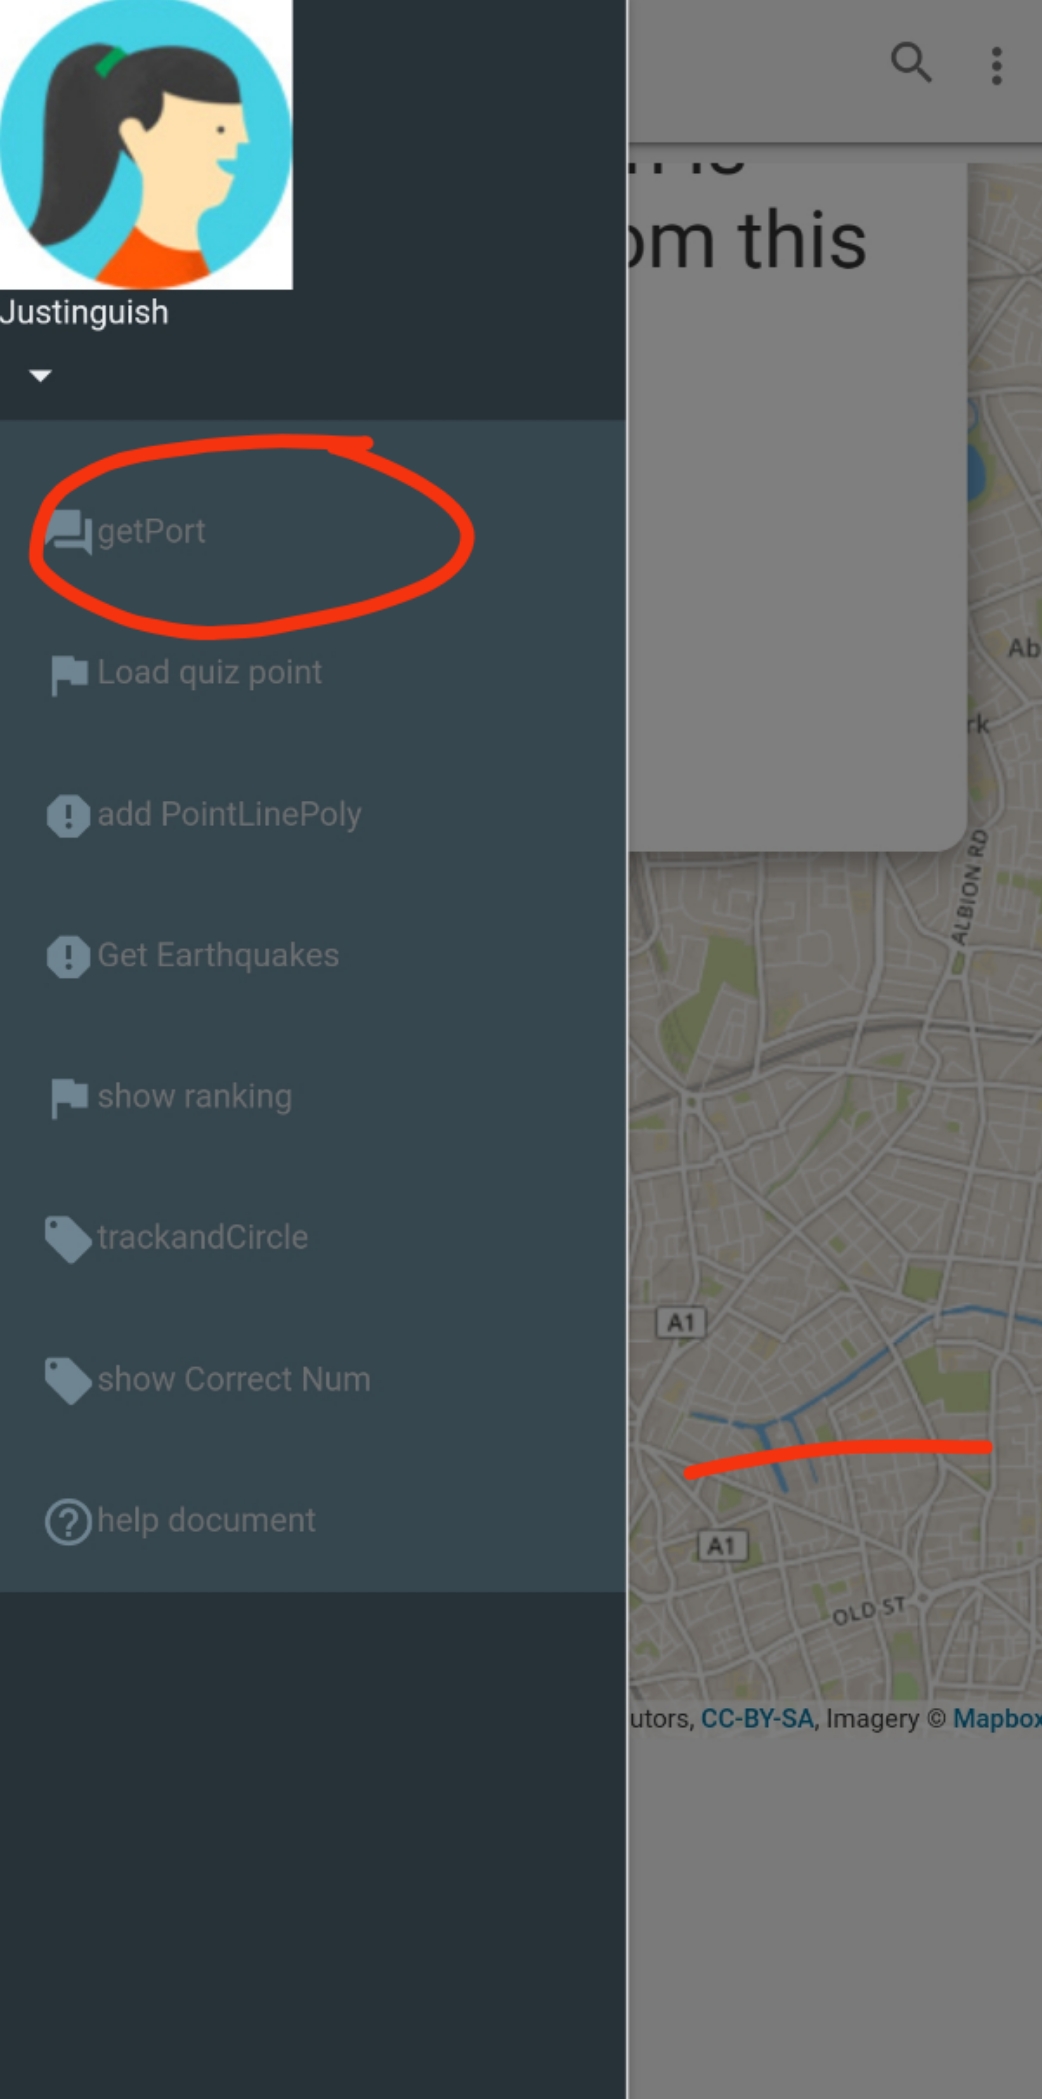 om this
Justinguish
getPort
Load quiz point
Ab
rk
add PointLinePoly
ALBION RD
Get Earthquakes
show ranking
trackandCircle
A1
show Correct Num
help document
A1
OLD ST
utors, CC-BY-SA, Imagery © Mapbox